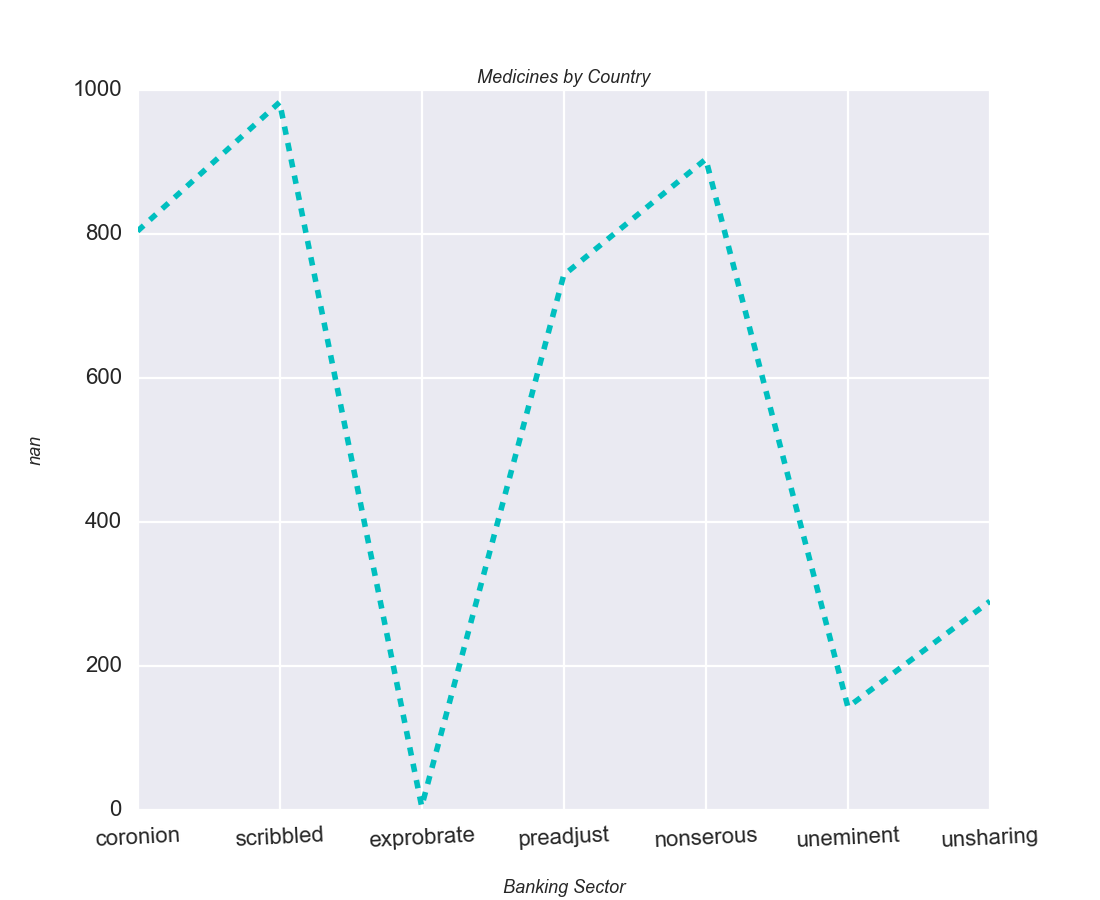 Medicines by Country
1000
800
600
400
200
0
nan
coronion scribbled exprobrate preadjust nonserous uneminent unsharing
Banking Sector